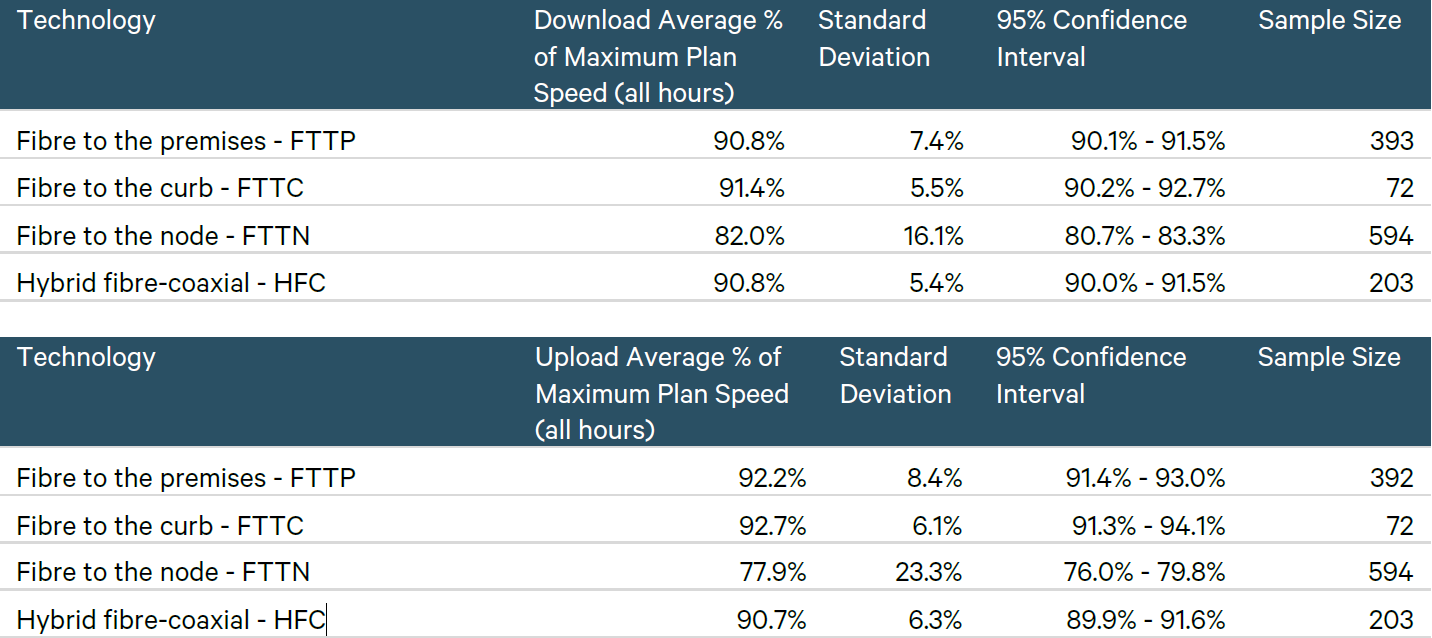 Technology Download Average % Standard 95% Confidence Sample Size
of Maximum Plan Deviation Interval
Speed (all hours)
Fibre to the premises - FTTP 90.8% 7.4% 90.1% - 91.5% 393
Fibre to the curb - FTTC 91.4% 5.5% 90.2% - 92.7% 72
Fibre to the node - FTTN 82.0% 16.1% 80.7% - 83.3% 594
Hybrid fibre-coaxial - HFC 90.8% 5.4% 90.0% - 91.5% 203
Technology Upload Average % of Standard 95% Confidence Sample Size
Maximum Plan Speed Deviation Interval
(all hours)
Fibre to the premises - FTTP 92.2% 8.4% 91.4% - 93.0% 392
Fibre to the curb - FTTC 92.7% 6.1% 91.3% - 94.1% 72
Fibre to the node - FTTN 77.9% 23.3% 76.0% - 79.8% 594
Hybrid fibre-coaxial - HFC 90.7% 6.3% 89.9% - 91.6% 203